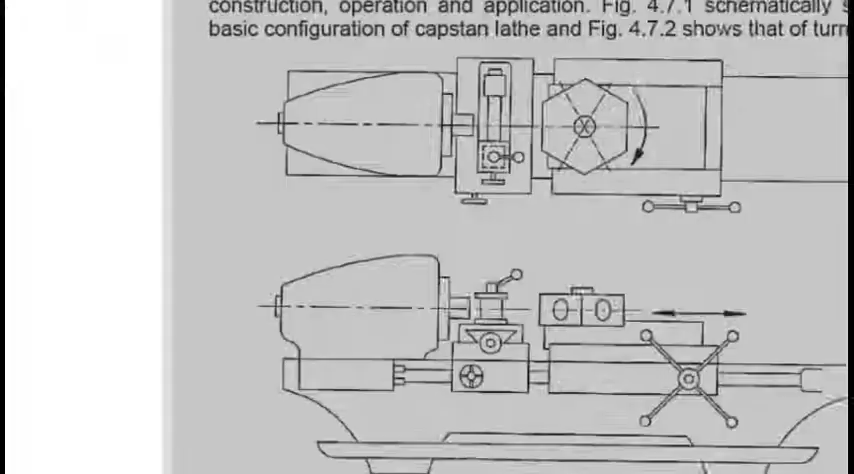 construction, operation and application. Fig. 4.7.1 schematically
basic configuration of capstan lathe and Fig. 4.7.2 shows that of